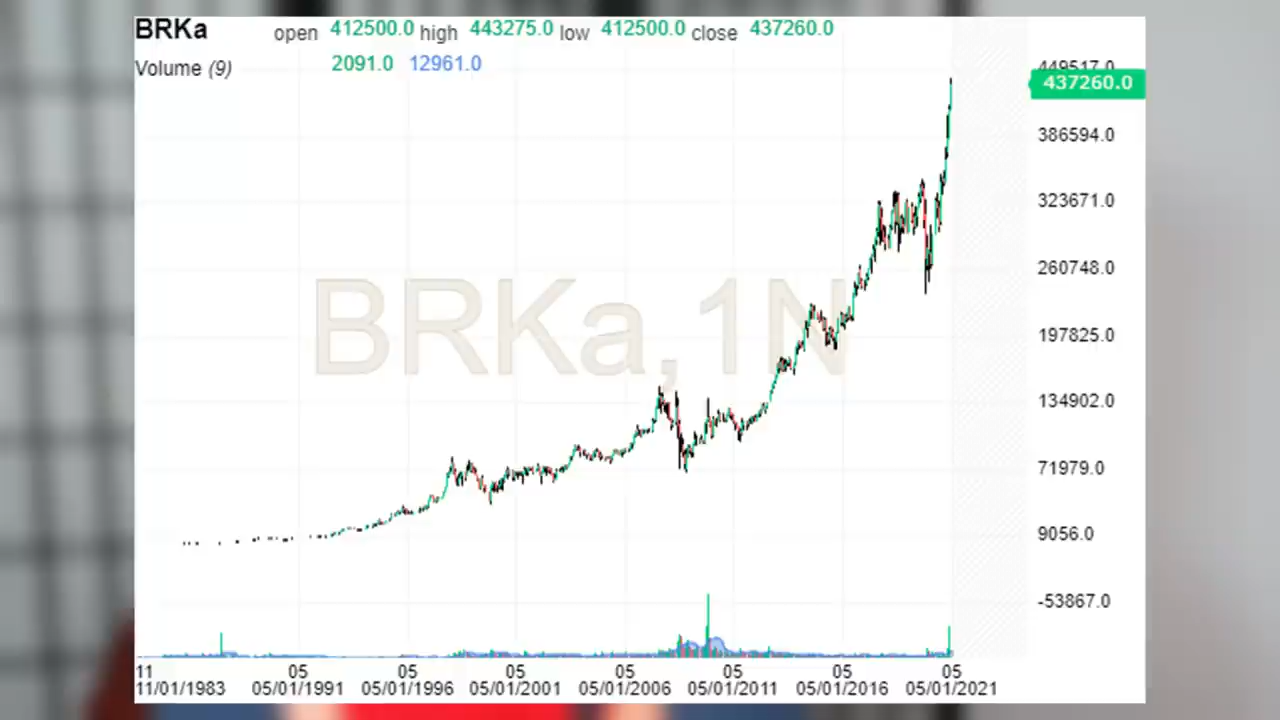 BRKa open 412500.0 high 443275.0 low 412500.0 close 437260.0
Volume (9) 2091.0 12961.0
449517.0
437260.0
386594.0
323671.0
260748.0
BRKa,1N
197825.0
134902.0
71979.0
9056.0
-53867.0
11 05 05 05 05 05 05 05
11/01/1983 05/01/1991 05/01/1996 05/01/2001 05/01/2006 05/01/2011 05/01/2016 05/01/2021